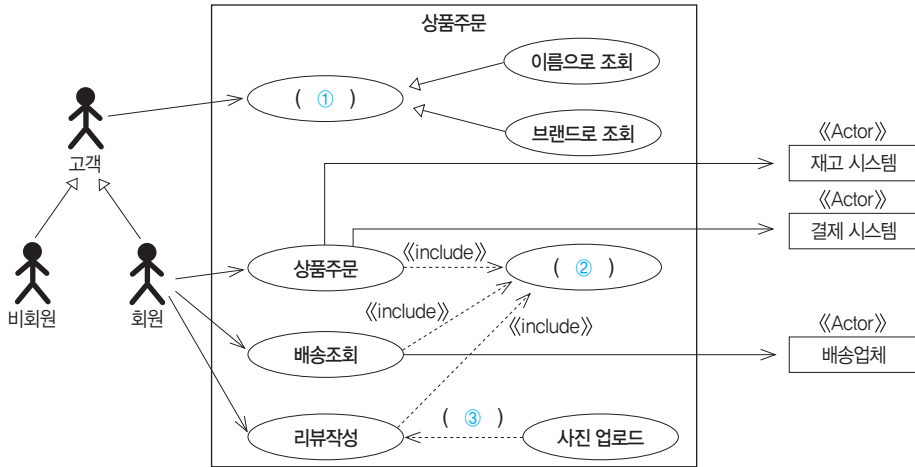 상품주문
이름으로 조회
( ① )
브랜드로 조회
고객
《Actor》
재고 시스템
《Actor》
결제 시스템
상품주문
《include》
( ② )
비회원
회원
《include》
《include》
배송조회
《Actor》
배송업체
( ③ )
리뷰작성
사진 업로드